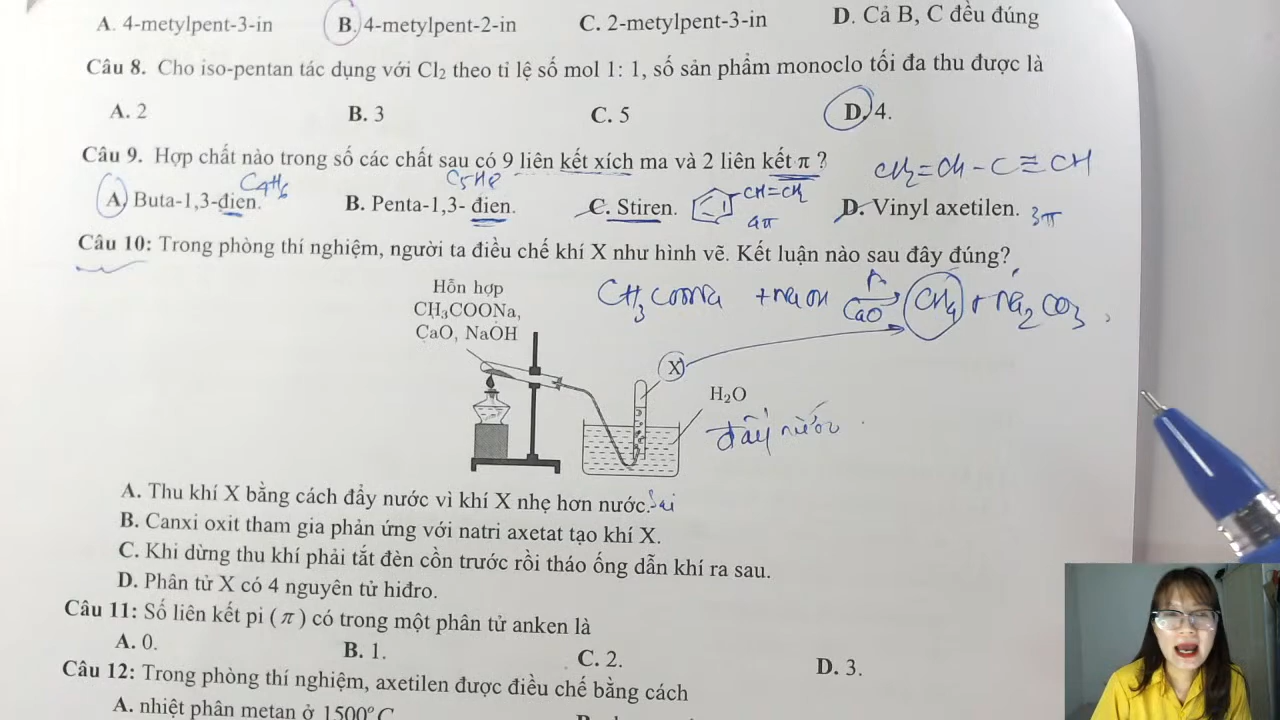 A. 4-metylpent-3-in B. 4-metylpent-2-in C. 2-metylpent-3-in D. Cả B, C đều đúng
Câu 8. Cho iso-pentan tác dụng với Cl₂ theo tỉ lệ số mol 1: 1, số sản phẩm monoclo tối đa thu được là
A. 2 B. 3 C. 5 D. 4.
Câu 9. Hợp chất nào trong số các chất sau có 9 liên kết xích ma và 2 liên kết π ?
CH₂=CH-C≡CH
C₄H₆ C₅H₈
A. Buta-1,3-đien. B. Penta-1,3- đien. C. Stiren. CH=CH₂ D. Vinyl axetilen. 3π
4π
Câu 10: Trong phòng thí nghiệm, người ta điều chế khí X như hình vẽ. Kết luận nào sau đây đúng?
Hỗn hợp
CH₃COONa,
CaO, NaOH
CH₃COONa + NaOH CaO CH₄ + Na₂CO₃
X
H₂O
đẩy nước
A. Thu khí X bằng cách đẩy nước vì khí X nhẹ hơn nước. Sai
B. Canxi oxit tham gia phản ứng với natri axetat tạo khí X.
C. Khi dừng thu khí phải tắt đèn cồn trước rồi tháo ống dẫn khí ra sau.
D. Phân tử X có 4 nguyên tử hiđro.
Câu 11: Số liên kết pi (π) có trong một phân tử anken là
A. 0. B. 1. C. 2. D. 3.
Câu 12: Trong phòng thí nghiệm, axetilen được điều chế bằng cách
A. nhiệt phân metan ở 1500°C